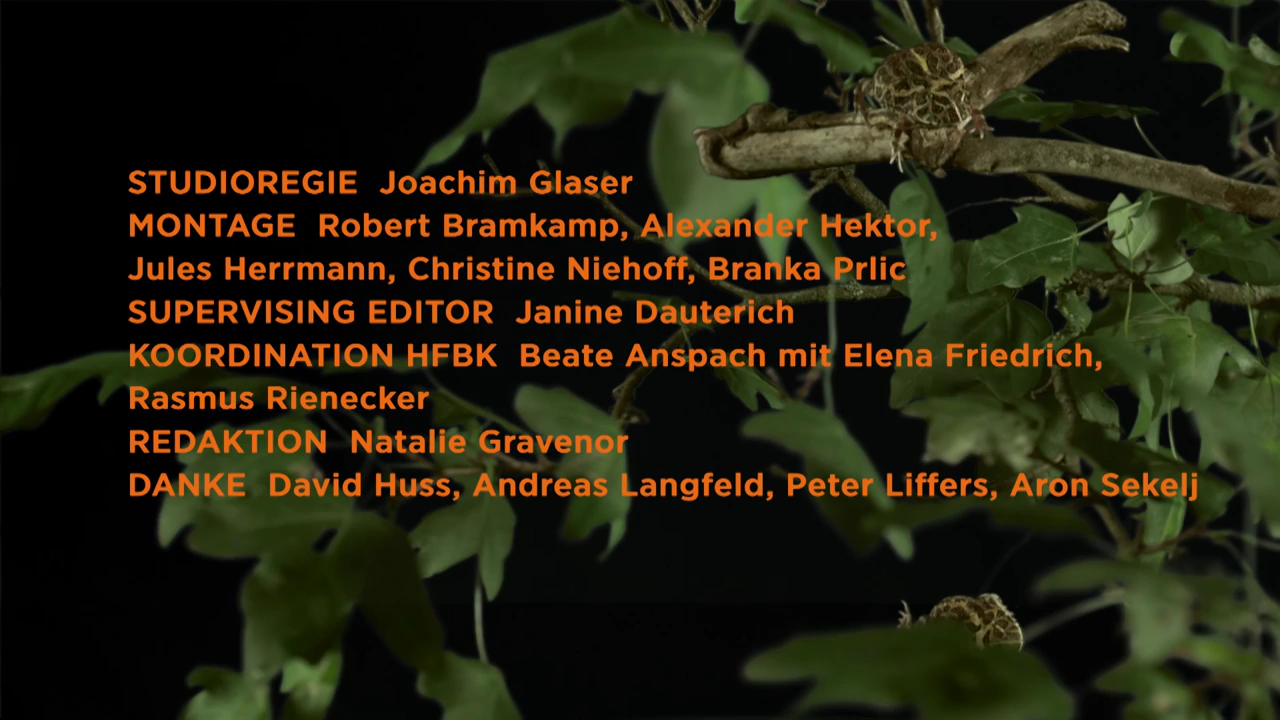 STUDIOREGIE Joachim Glaser
MONTAGE Robert Bramkamp, Alexander Hektor,
Jules Herrmann, Christine Niehoff, Branka Prlic
SUPERVISING EDITOR Janine Dauterich
KOORDINATION HFBK Beate Anspach mit Elena Friedrich,
Rasmus Rienecker
REDAKTION Natalie Gravenor
DANKE David Huss, Andreas Langfeld, Peter Liffers, Aron Sekelj